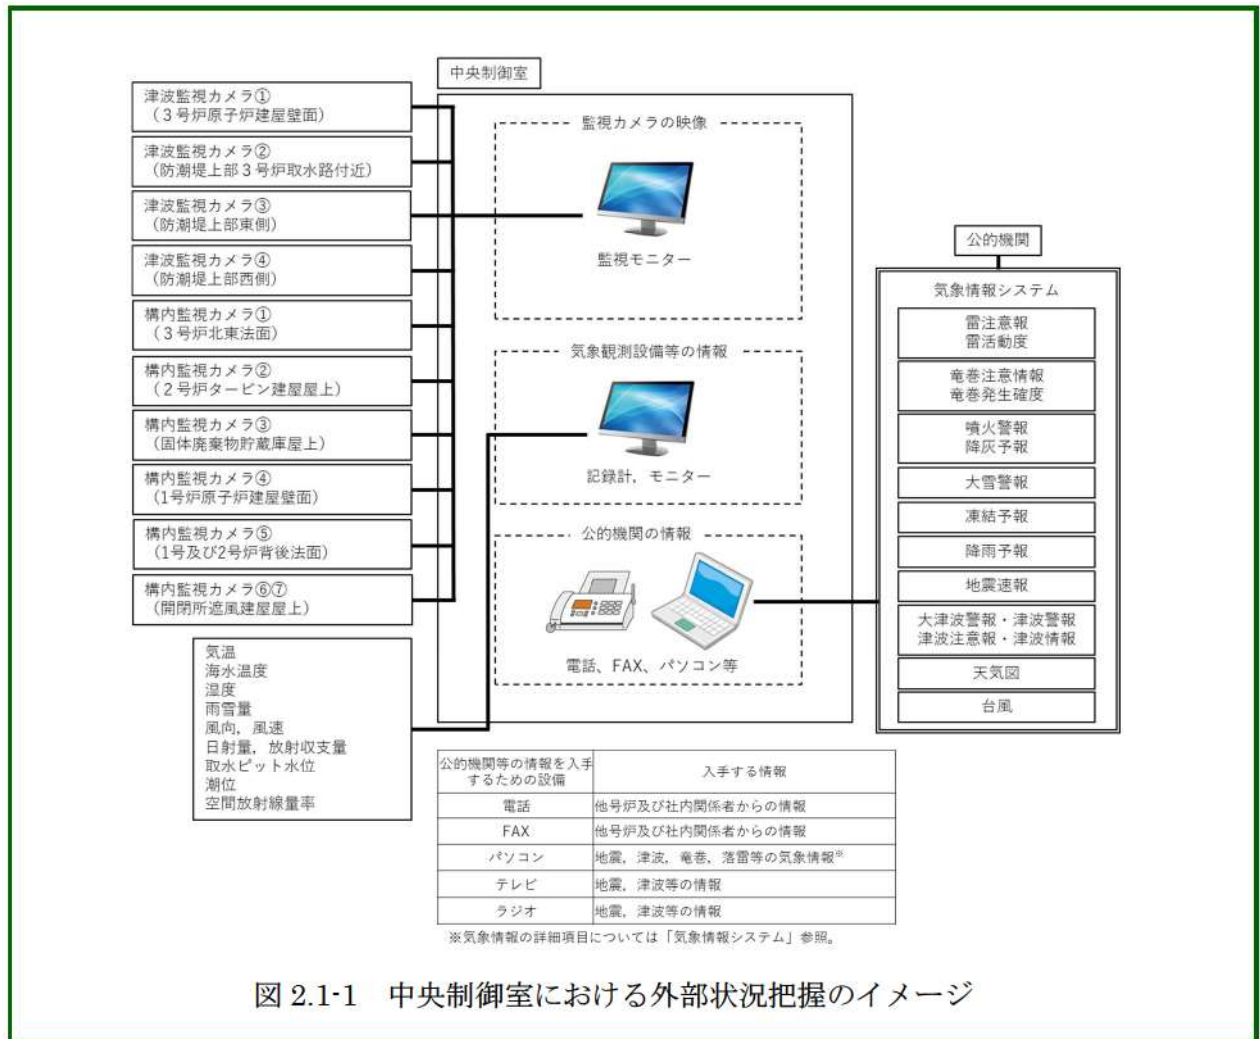 中央制御室
津波監視カメラ①
（３号炉原子炉建屋壁面）
津波監視カメラ②
（防潮堤上部３号炉取水路付近）
津波監視カメラ③
（防潮堤上部東側）
津波監視カメラ④
（防潮堤上部西側）
構内監視カメラ①
（３号炉北東法面）
構内監視カメラ②
（２号炉タービン建屋屋上）
構内監視カメラ③
（固体廃棄物貯蔵庫屋上）
構内監視カメラ④
（1号炉原子炉建屋壁面）
構内監視カメラ⑤
（1号及び2号炉背後法面）
構内監視カメラ⑥⑦
（開閉所遮風建屋屋上）
気温
海水温度
湿度
雨雪量
風向，風速
日射量，放射収支量
取水ピット水位
潮位
空間放射線量率
監視カメラの映像
監視モニター
気象観測設備等の情報
記録計，モニター
公的機関の情報
電話、FAX、パソコン等
公的機関
気象情報システム
雷注意報
雷活動度
竜巻注意情報
竜巻発生確度
噴火警報
降灰予報
大雪警報
凍結予報
降雨予報
地震速報
大津波警報・津波警報
津波注意報・津波情報
天気図
台風
公的機関等の情報を入手
するための設備
入手する情報
電話
他号炉及び社内関係者からの情報
FAX
他号炉及び社内関係者からの情報
パソコン
地震，津波，竜巻，落雷等の気象情報※
テレビ
地震，津波等の情報
ラジオ
地震，津波等の情報
※気象情報の詳細項目については「気象情報システム」参照。
図 2.1-1　中央制御室における外部状況把握のイメージ